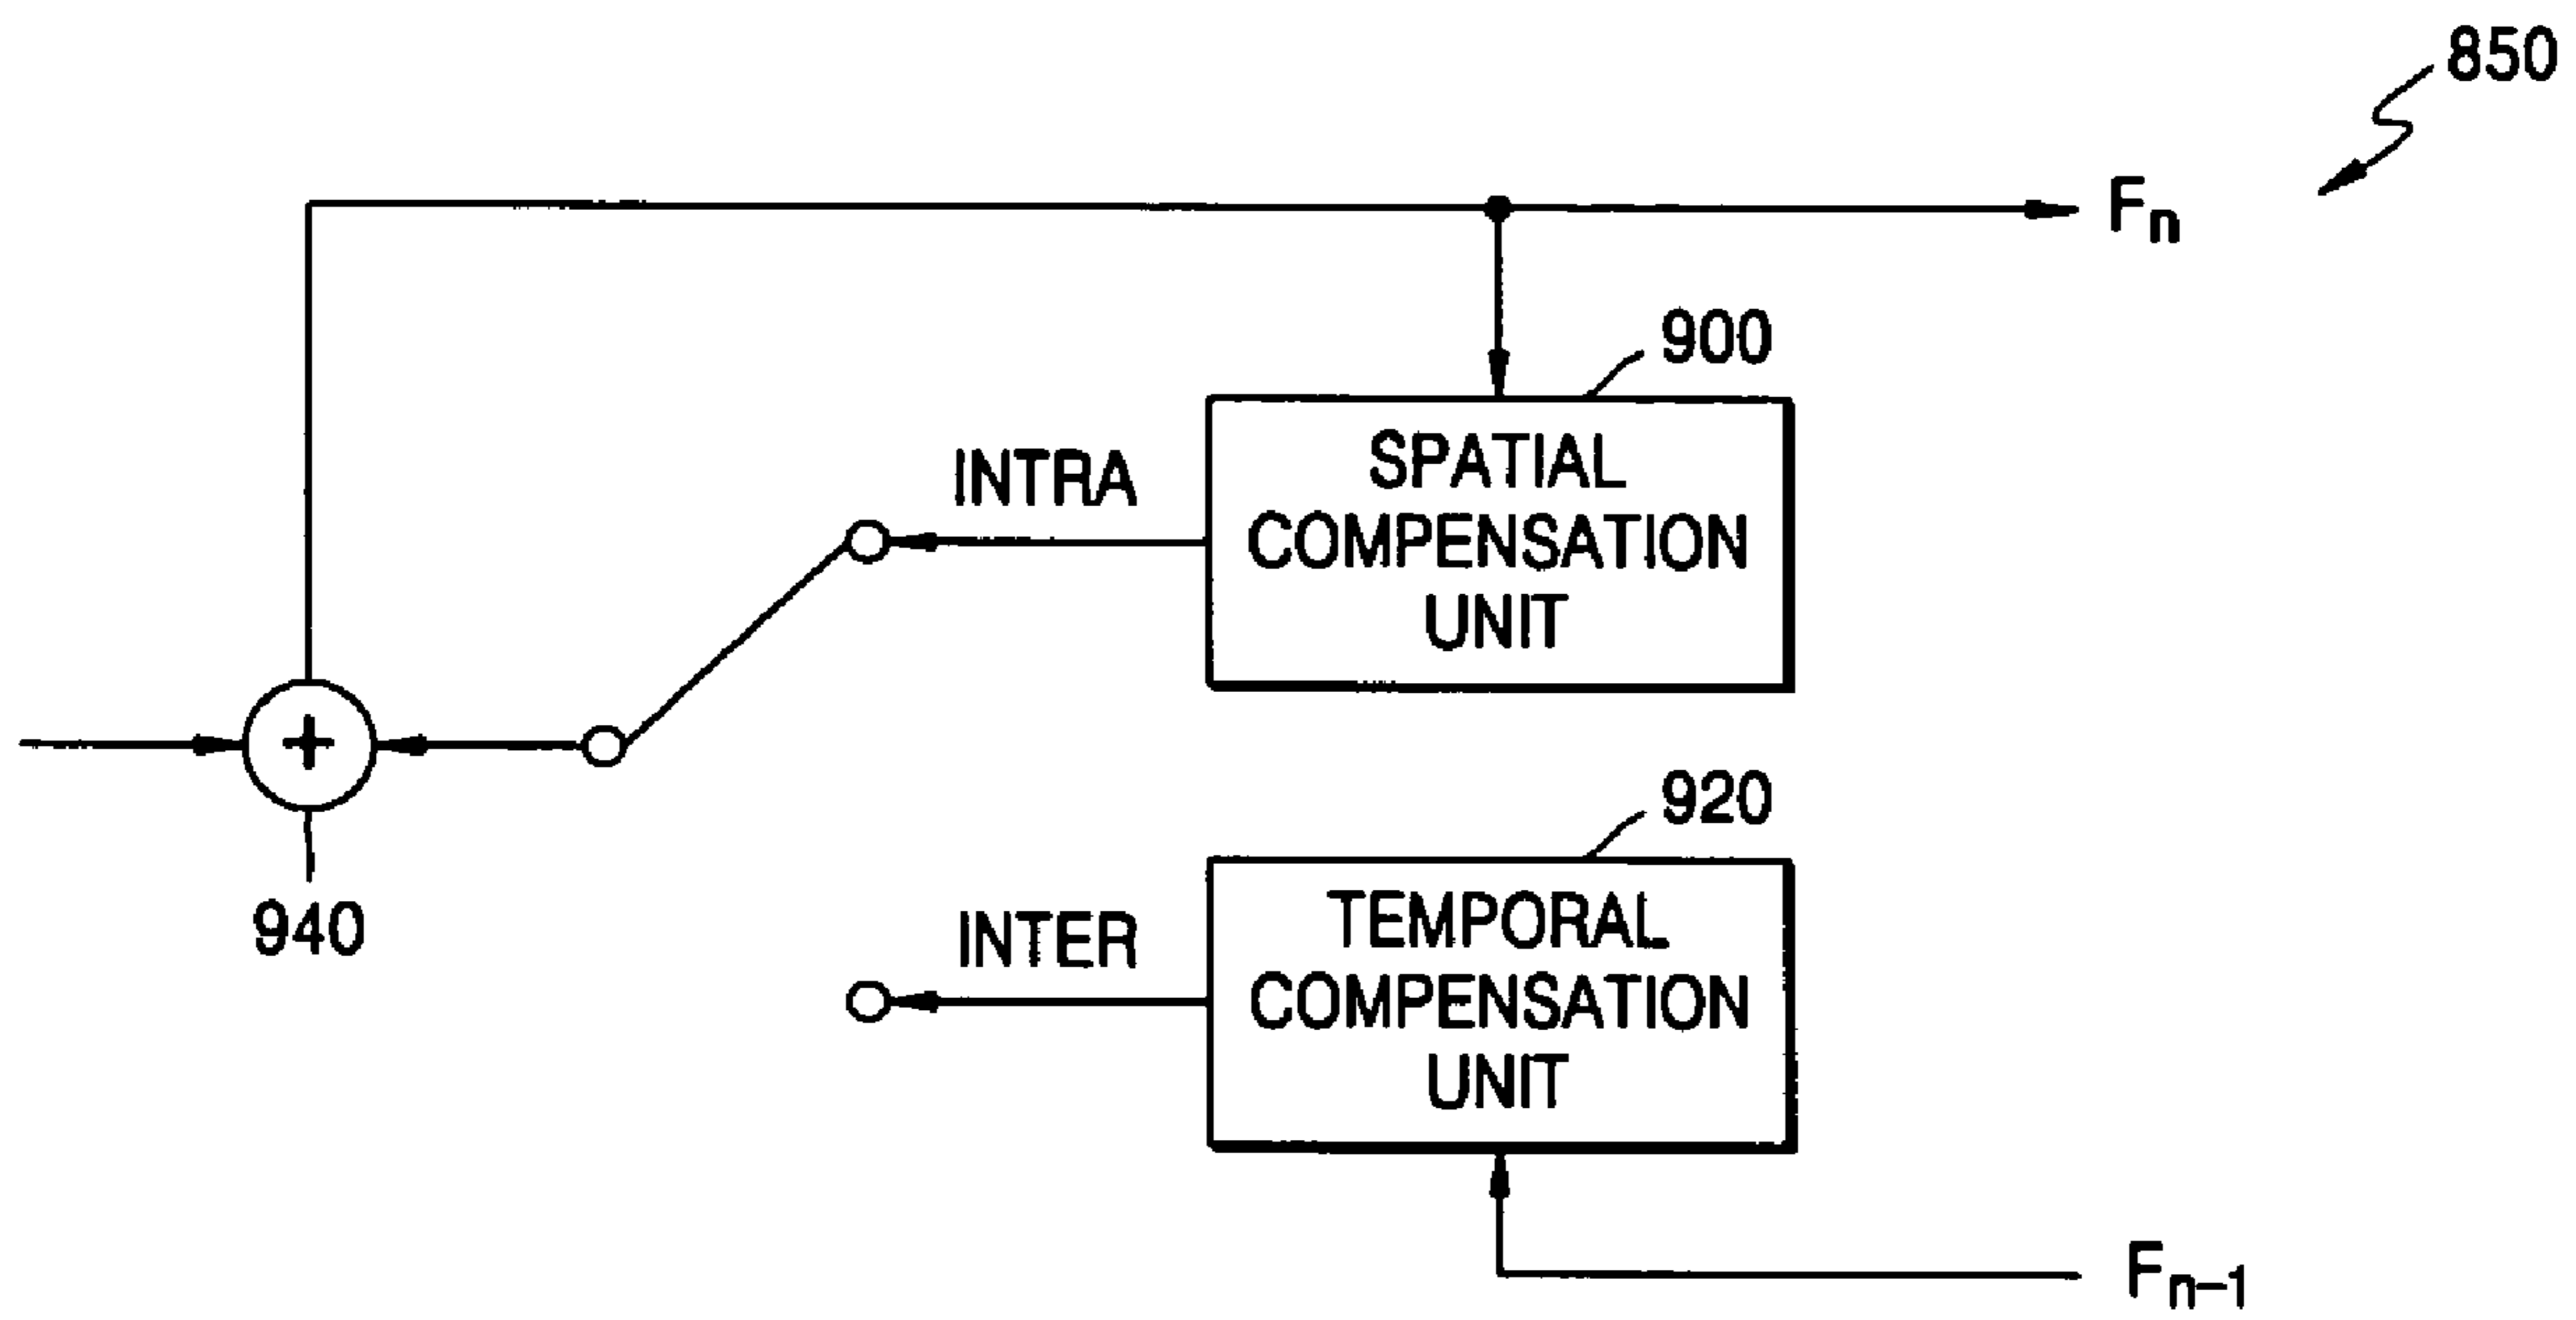 850
Fn
900
INTRA
SPATIAL
COMPENSATION
UNIT
+
940
920
INTER
TEMPORAL
COMPENSATION
UNIT
Fn-1